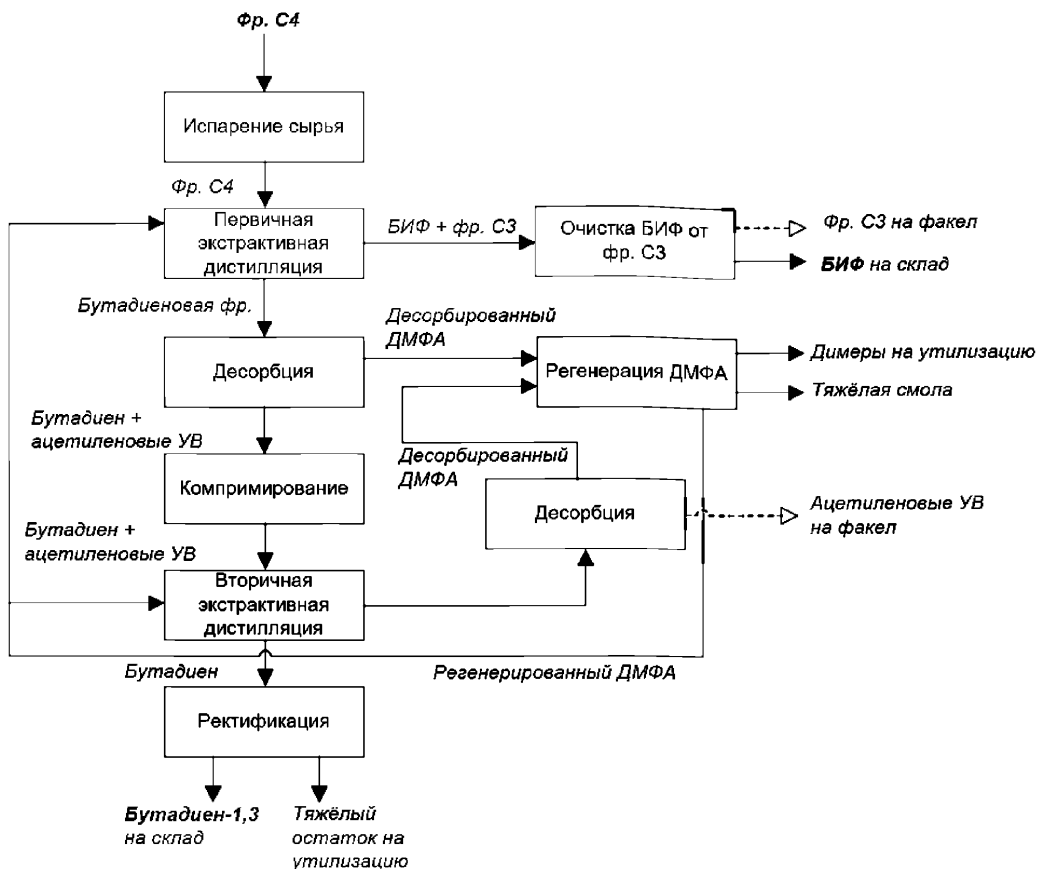 Фр. С4
Испарение сырья
Фр. С4
Первичная
экстрактивная
дистилляция
БИФ + фр. С3
Очистка БИФ от
фр. С3
Фр. С3 на факел
БИФ на склад
Бутадиеновая фр.
Десорбция
Десорбированный
ДМФА
Регенерация ДМФА
Димеры на утилизацию
Тяжёлая смола
Бутадиен +
ацетиленовые УВ
Компримирование
Десорбированный
ДМФА
Десорбция
Ацетиленовые УВ
на факел
Бутадиен +
ацетиленовые УВ
Вторичная
экстрактивная
дистилляция
Бутадиен
Регенерированный ДМФА
Ректификация
Бутадиен-1,3
на склад
Тяжёлый
остаток на
утилизацию